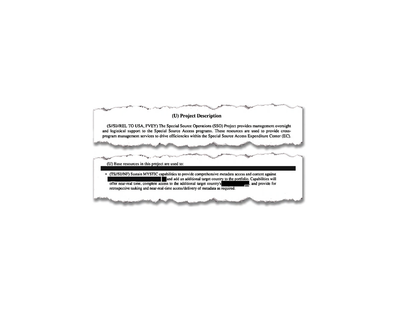 (U) Project Description
(S//SI//REL TO USA, FVEY) The Special Source Operations (SSO) Project provides management oversight
and logistical support to the Special Source Access programs. These resources are used to provide cross-
program management services to drive efficiencies within the Special Source Access Expenditure Center (EC).
(U) Base resources in this project are used to:
• (TS//SI//NF) Sustain MYSTIC capabilities to provide comprehensive metadata access and content against
and add an additional target country to the portfolio. Capabilities will
offer near-real time, complete access to the additional target country's and provide for
retrospective tasking and near-real time access/delivery of metadata as required